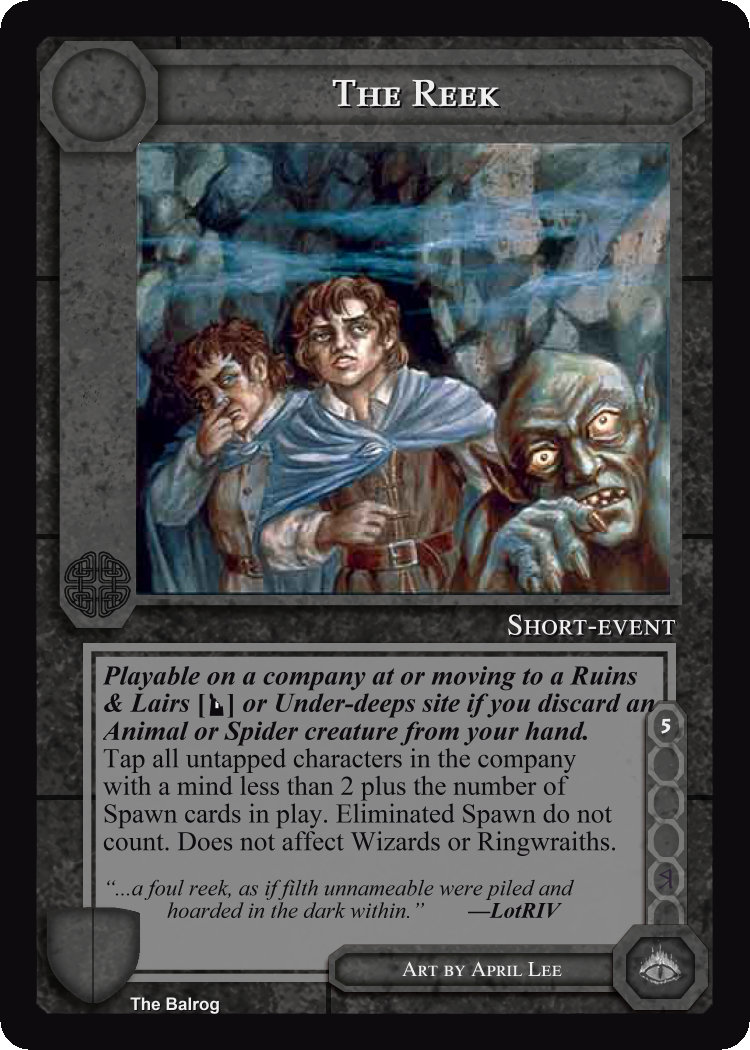 The Reek
Short-event
Playable on a company at or moving to a Ruins
& Lairs [] or Under-deeps site if you discard an
Animal or Spider creature from your hand.
Tap all untapped characters in the company
with a mind less than 2 plus the number of
Spawn cards in play. Eliminated Spawn do not
count. Does not affect Wizards or Ringwraiths.
5
“...a foul reek, as if filth unnameable were piled and
hoarded in the dark within.” —LotRIV
Art by April Lee
The Balrog